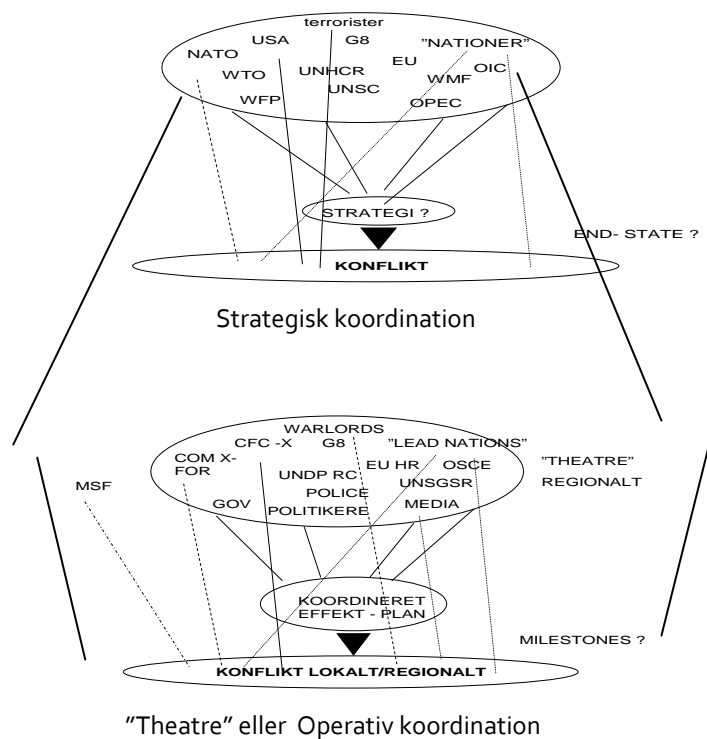 terrorister
USA
G8
"NATIONER"
NATO
EU
WTO
UNHCR
OIC
WMF
UNSC
WFP
OPEC
STRATEGI ?
END- STATE ?
KONFLIKT
Strategisk koordination
WARLORDS
CFC -X
G8
"LEAD NATIONS"
COM X-
FOR
EU HR
OSCE
"THEATRE"
REGIONALT
MSF
UNDP RC
UNSGSR
POLICE
GOV
POLITIKERE
MEDIA
KOORDINERET
EFFEKT - PLAN
MILESTONES ?
KONFLIKT LOKALT/REGIONALT
"Theatre" eller Operativ koordination